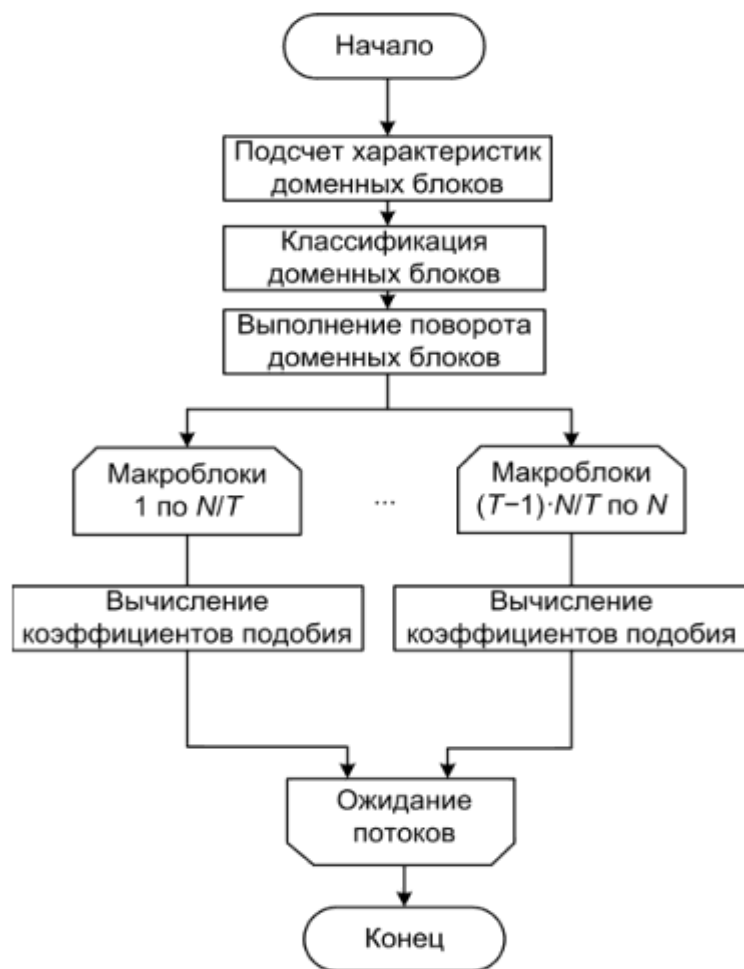 Начало
Подсчет характеристик
доменных блоков
Классификация
доменных блоков
Выполнение поворота
доменных блоков
Макроблоки
1 по N/T
...
Макроблоки
(T−1)·N/T по N
Вычисление
коэффициентов подобия
Вычисление
коэффициентов подобия
Ожидание
потоков
Конец